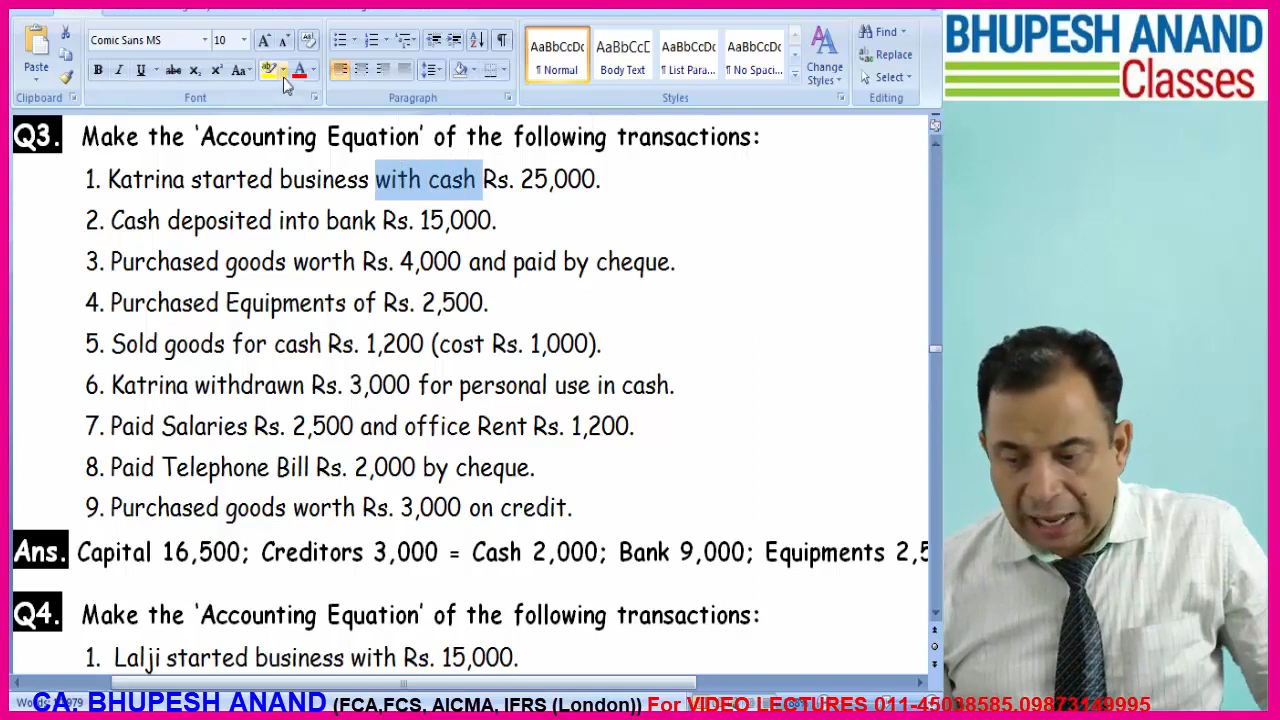 Comic Sans MS 10
Paste
B I U abc x₂ x² Aa A
AaBbCcDc AaBbCcD AaBbCcDc AaBbCcDc
¶ Normal Body Text ¶ List Para... ¶ No Spaci...
Change Styles
Find
Replace
Select
Clipboard Font Paragraph Styles Editing
BHUPESH ANAND
Classes
Q3. Make the ‘Accounting Equation’ of the following transactions:
1. Katrina started business with cash Rs. 25,000.
2. Cash deposited into bank Rs. 15,000.
3. Purchased goods worth Rs. 4,000 and paid by cheque.
4. Purchased Equipments of Rs. 2,500.
5. Sold goods for cash Rs. 1,200 (cost Rs. 1,000).
6. Katrina withdrawn Rs. 3,000 for personal use in cash.
7. Paid Salaries Rs. 2,500 and office Rent Rs. 1,200.
8. Paid Telephone Bill Rs. 2,000 by cheque.
9. Purchased goods worth Rs. 3,000 on credit.
Ans. Capital 16,500; Creditors 3,000 = Cash 2,000; Bank 9,000; Equipments 2,5
Q4. Make the ‘Accounting Equation’ of the following transactions:
1. Lalji started business with Rs. 15,000.
CA. BHUPESH ANAND (FCA,FCS, AICMA, IFRS (London)) For VIDEO LECTURES 011-45038585.09873149995